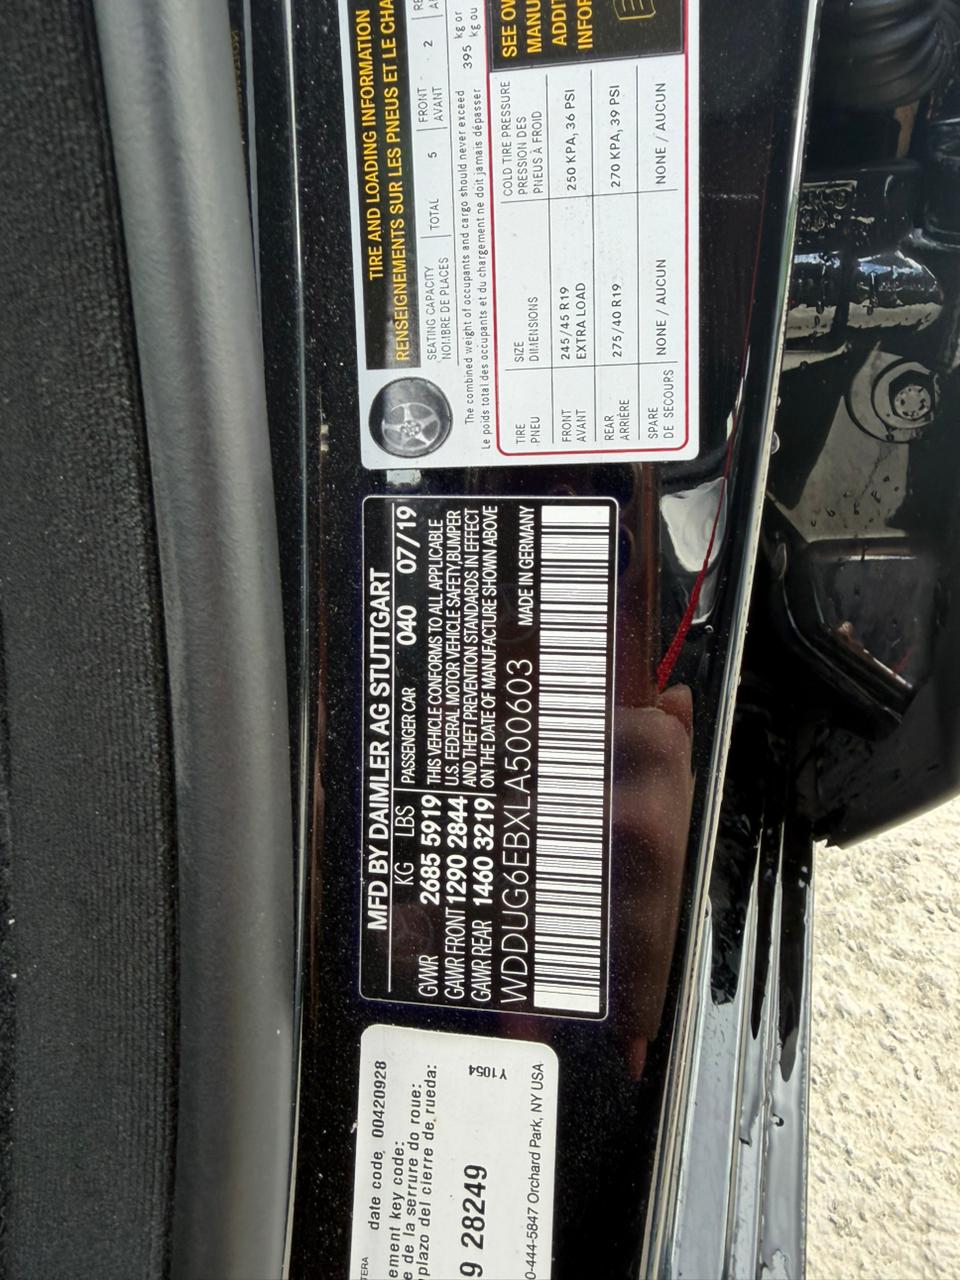 date code 00420928
ement key code:
e de la serrure do roue:
plazo del cierre de rueda:
Y1054
9 28249
0-444-5847 Orchard Park, NY USA
MFD BY DAIMLER AG STUTTGART
KG LBS PASSENGER CAR 040 07/19
GVWR 2685 5919
GAWR FRONT 1290 2844
GAWR REAR 1460 3219
THIS VEHICLE CONFORMS TO ALL APPLICABLE
U.S. FEDERAL MOTOR VEHICLE SAFETY,BUMPER
AND THEFT PREVENTION STANDARDS IN EFFECT
ON THE DATE OF MANUFACTURE SHOWN ABOVE
WDDUG6EBXLA500603 MADE IN GERMANY
TIRE AND LOADING INFORMATION
RENSEIGNEMENTS SUR LES PNEUS ET LE CHA
SEATING CAPACITY
NOMBRE DE PLACES
TOTAL 5
FRONT
AVANT
2
The combined weight of occupants and cargo should never exceed
Le poids total des occupants et du chargement ne doit jamais dépasser
395 kg or
kg ou
TIRE
PNEU
SIZE
DIMENSIONS
COLD TIRE PRESSURE
PRESSION DES
PNEUS À FROID
FRONT
AVANT
245/45 R19
EXTRA LOAD
250 KPA, 36 PSI
REAR
ARRIÈRE
275/40 R19
270 KPA, 39 PSI
SPARE
DE SECOURS
NONE / AUCUN
NONE / AUCUN
SEE OW
MANU
ADDIT
INFOR